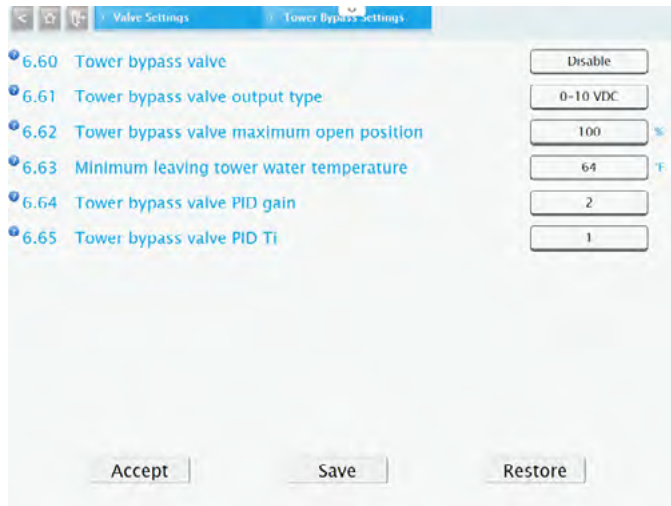 Valve Settings Tower Bypass Settings
6.60 Tower bypass valve Disable
6.61 Tower bypass valve output type 0-10 VDC
6.62 Tower bypass valve maximum open position 100 %
6.63 Minimum leaving tower water temperature 64 °F
6.64 Tower bypass valve PID gain 2
6.65 Tower bypass valve PID Ti 1
Accept Save Restore